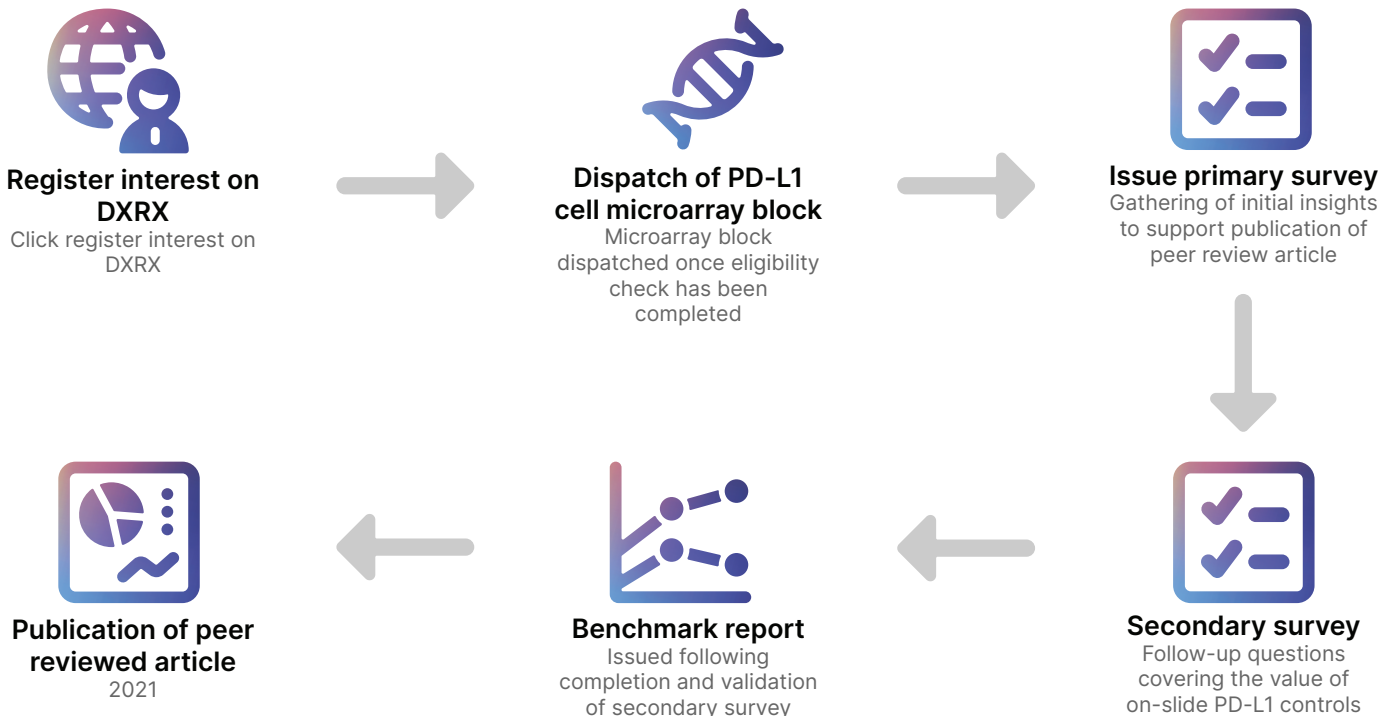 Register interest on
DXRX
Click register interest on
DXRX
Dispatch of PD-L1
cell microarray block
Microarray block
dispatched once eligibility
check has been
completed
Issue primary survey
Gathering of initial insights
to support publication of
peer review article
Secondary survey
Follow-up questions
covering the value of
on-slide PD-L1 controls
Benchmark report
Issued following
completion and validation
of secondary survey
Publication of peer
reviewed article
2021